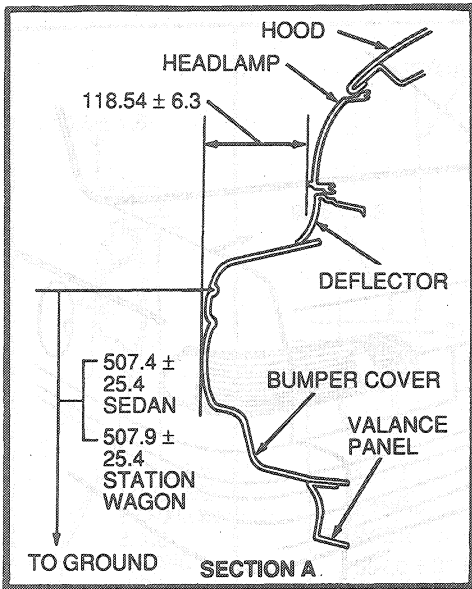 HOOD
HEADLAMP
118.54 ± 6.3
DEFLECTOR
507.4 ±
25.4
SEDAN
507.9 ±
25.4
STATION
WAGON
BUMPER COVER
VALANCE
PANEL
TO GROUND
SECTION A